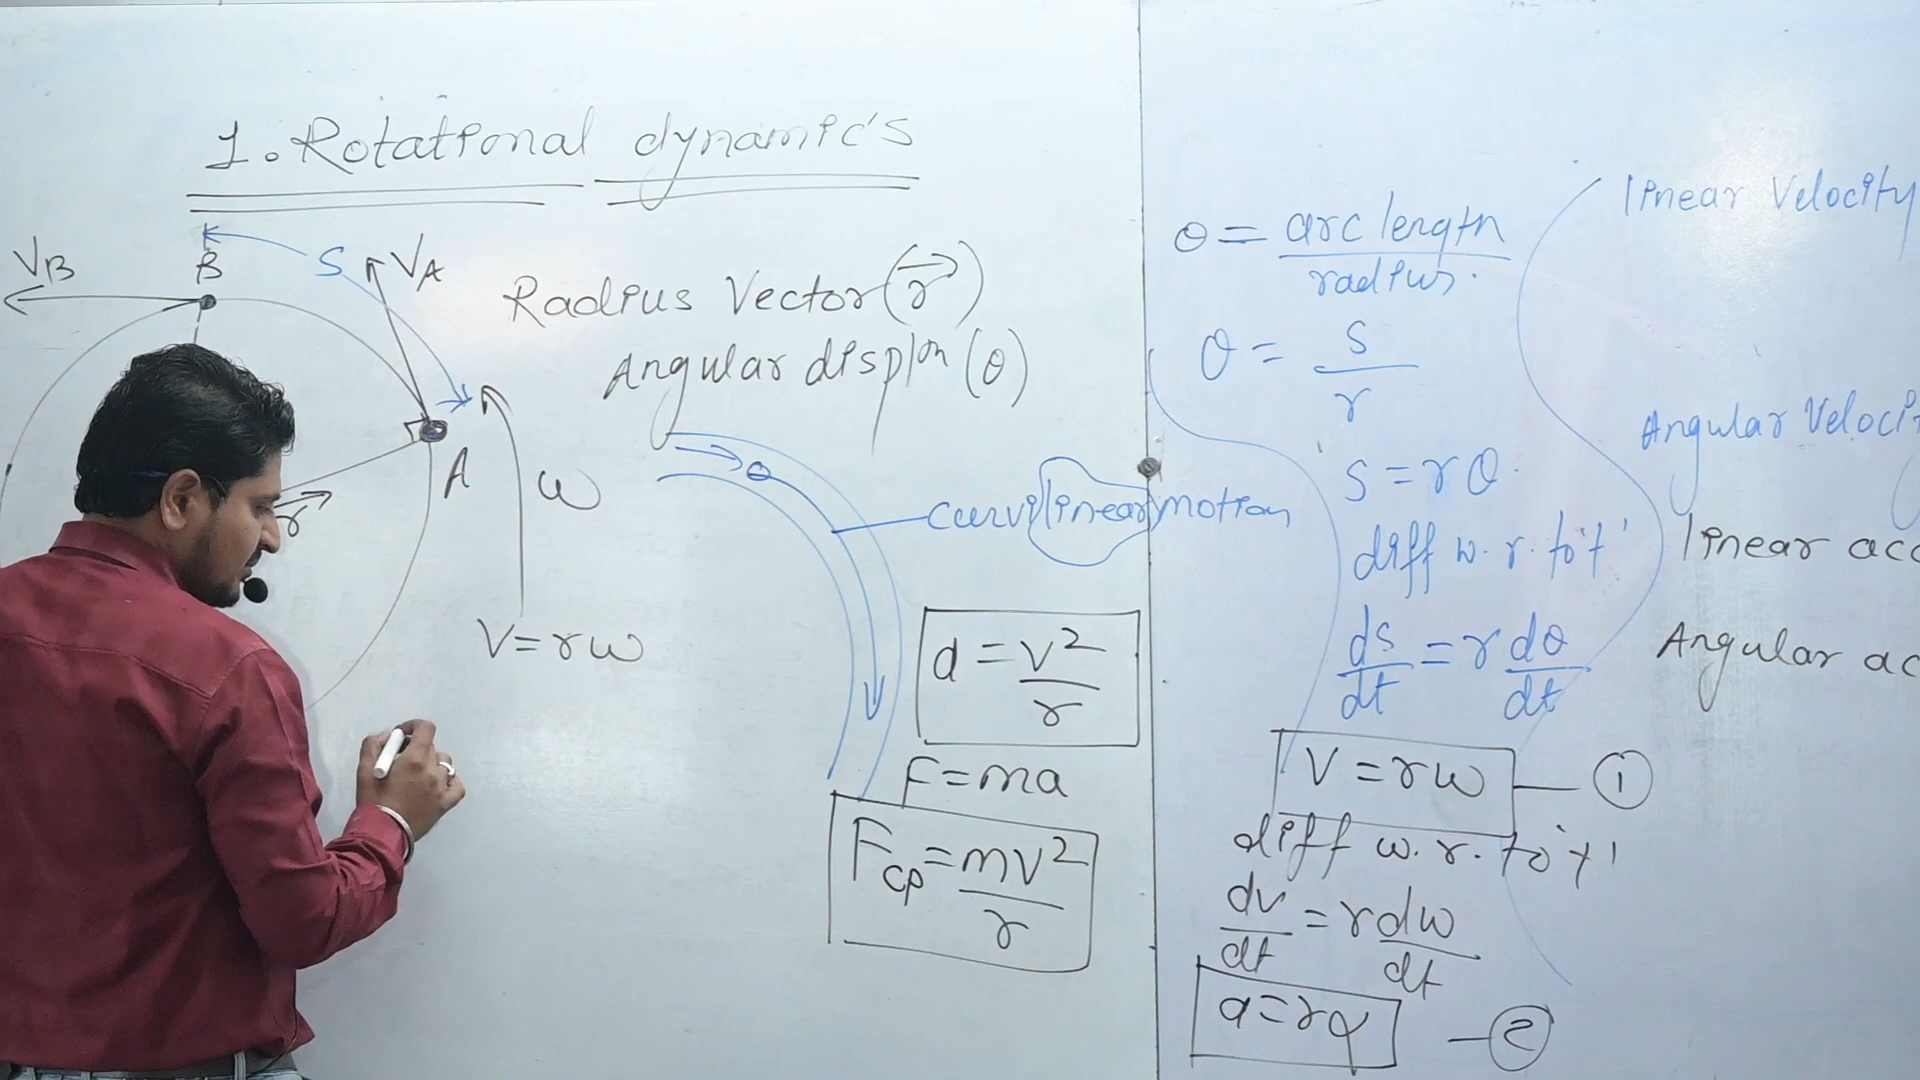 1. Rotational dynamic's
VB
B
S
VA
Radius Vector (r)
Angular displn (θ)
A
ω
r
θ
Curvilinear motion
V = rω
a = v²/r
F = ma
Fcp = mv²/r
θ = arc length/radius.
θ = s/r
s = rθ.
diff w.r.to 't'
ds/dt = r dθ/dt
V = rω — 1
diff w.r.to 't'
dv/dt = r dω/dt
a = rα — 2
linear Velocity
Angular Veloci
linear acc
Angular ac